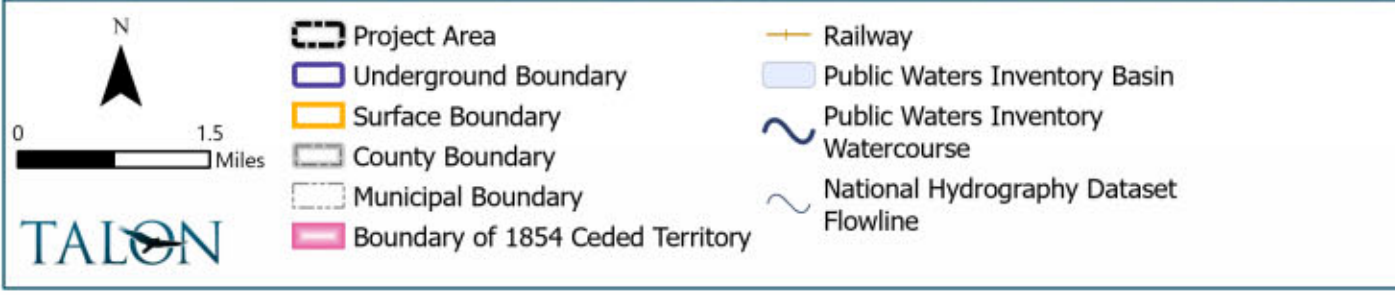 N
0 1.5
Miles
TALON
Project Area
Underground Boundary
Surface Boundary
County Boundary
Municipal Boundary
Boundary of 1854 Ceded Territory
Railway
Public Waters Inventory Basin
Public Waters Inventory
Watercourse
National Hydrography Dataset
Flowline